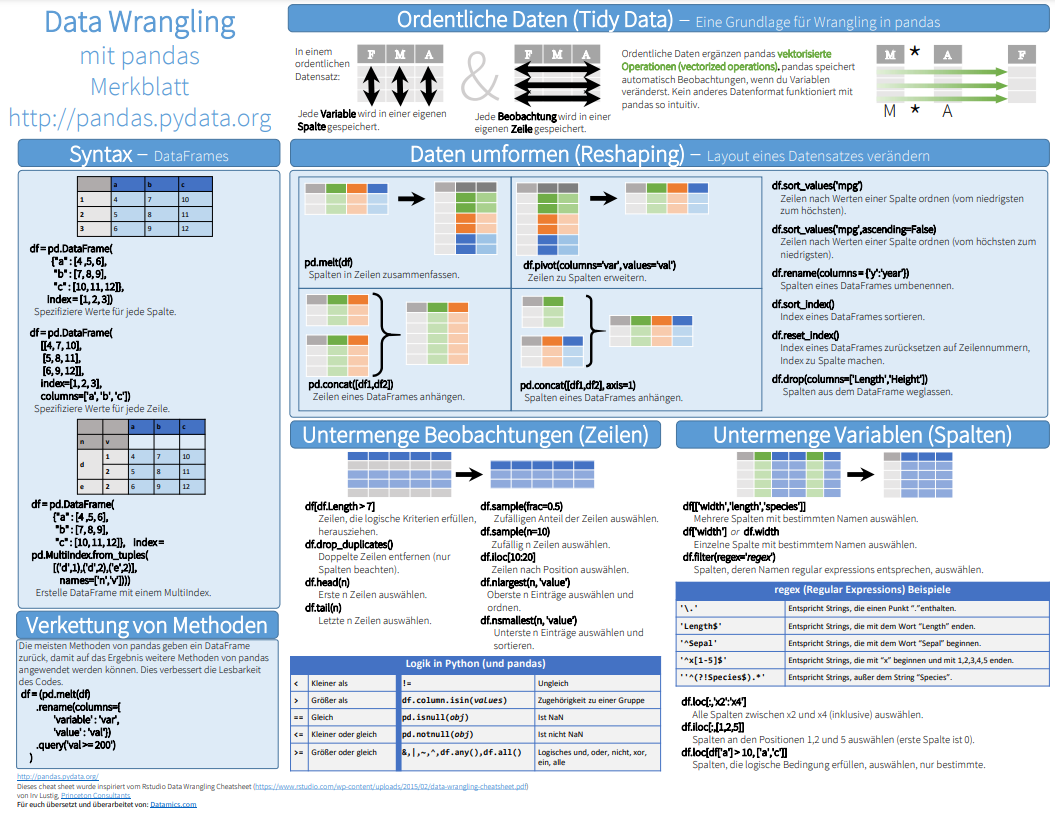 Data Wrangling
mit pandas
Merkblatt
http://pandas.pydata.org
Ordentliche Daten (Tidy Data) – Eine Grundlage für Wrangling in pandas
In einem
ordentlichen
Datensatz:
F M A
Jede Variable wird in einer eigenen
Spalte gespeichert.
&
F M A
Jede Beobachtung wird in einer
eigenen Zeile gespeichert.
Ordentliche Daten ergänzen pandas vektorisierte
Operationen (vectorized operations). pandas speichert
automatisch Beobachtungen, wenn du Variablen
veränderst. Kein anderes Datenformat funktioniert mit
pandas so intuitiv.
M * A F
M * A
Syntax – DataFrames
a b c
1 4 7 10
2 5 8 11
3 6 9 12
df = pd.DataFrame(
{"a" : [4 ,5, 6],
"b" : [7, 8, 9],
"c" : [10, 11, 12]},
index = [1, 2, 3])
Spezifiziere Werte für jede Spalte.
df = pd.DataFrame(
[[4, 7, 10],
[5, 8, 11],
[6, 9, 12]],
index=[1, 2, 3],
columns=['a', 'b', 'c'])
Spezifiziere Werte für jede Zeile.
a b c
n v
d 1 4 7 10
2 5 8 11
e 2 6 9 12
df = pd.DataFrame(
{"a" : [4 ,5, 6],
"b" : [7, 8, 9],
"c" : [10, 11, 12]}, index =
pd.MultiIndex.from_tuples(
[('d',1),('d',2),('e',2)],
names=['n','v'])))
Erstelle DataFrame mit einem MultiIndex.
Verkettung von Methoden
Die meisten Methoden von pandas geben ein DataFrame
zurück, damit auf das Ergebnis weitere Methoden von pandas
angewendet werden können. Dies verbessert die Lesbarkeit
des Codes.
df = (pd.melt(df)
.rename(columns={
'variable' : 'var',
'value' : 'val'})
.query('val >= 200')
)
Daten umformen (Reshaping) – Layout eines Datensatzes verändern
pd.melt(df)
Spalten in Zeilen zusammenfassen.
df.pivot(columns='var', values='val')
Zeilen zu Spalten erweitern.
pd.concat([df1,df2])
Zeilen eines DataFrames anhängen.
pd.concat([df1,df2], axis=1)
Spalten eines DataFrames anhängen.
df.sort_values('mpg')
Zeilen nach Werten einer Spalte ordnen (vom niedrigsten
zum höchsten).
df.sort_values('mpg',ascending=False)
Zeilen nach Werten einer Spalte ordnen (vom höchsten zum
niedrigsten).
df.rename(columns = {'y':'year'})
Spalten eines DataFrames umbenennen.
df.sort_index()
Index eines DataFrames sortieren.
df.reset_index()
Index eines DataFrames zurücksetzen auf Zeilennummern,
Index zu Spalte machen.
df.drop(columns=['Length','Height'])
Spalten aus dem DataFrame weglassen.
Untermenge Beobachtungen (Zeilen)
df[df.Length > 7]
Zeilen, die logische Kriterien erfüllen,
herausziehen.
df.drop_duplicates()
Doppelte Zeilen entfernen (nur
Spalten beachten).
df.head(n)
Erste n Zeilen auswählen.
df.tail(n)
Letzte n Zeilen auswählen.
df.sample(frac=0.5)
Zufälligen Anteil der Zeilen auswählen.
df.sample(n=10)
Zufällig n Zeilen auswählen.
df.iloc[10:20]
Zeilen nach Position auswählen.
df.nlargest(n, 'value')
Oberste n Einträge auswählen und
ordnen.
df.nsmallest(n, 'value')
Unterste n Einträge auswählen und
sortieren.
Logik in Python (und pandas)
< Kleiner als != Ungleich
> Größer als df.column.isin(values) Zugehörigkeit zu einer Gruppe
== Gleich pd.isnull(obj) Ist NaN
<= Kleiner oder gleich pd.notnull(obj) Ist nicht NaN
>= Größer oder gleich &,|,~,^,df.any(),df.all() Logisches und, oder, nicht, xor,
ein, alle
Untermenge Variablen (Spalten)
df[['width','length','species']]
Mehrere Spalten mit bestimmten Namen auswählen.
df['width'] or df.width
Einzelne Spalte mit bestimmtem Namen auswählen.
df.filter(regex='regex')
Spalten, deren Namen regular expressions entsprechen, auswählen.
regex (Regular Expressions) Beispiele
'\.' Entspricht Strings, die einen Punkt "."enthalten.
'Length$' Entspricht Strings, die mit dem Wort "Length" enden.
'^Sepal' Entspricht Strings, die mit dem Wort "Sepal" beginnen.
'^x[1-5]$' Entspricht Strings, die mit "x" beginnen und mit 1,2,3,4,5 enden.
''^(?!Species$).*' Entspricht Strings, außer dem String "Species".
df.loc[:,'x2':'x4']
Alle Spalten zwischen x2 und x4 (inklusive) auswählen.
df.iloc[:,[1,2,5]]
Spalten an den Positionen 1,2 und 5 auswählen (erste Spalte ist 0).
df.loc[df['a'] > 10, ['a','c']]
Spalten, die logische Bedingung erfüllen, auswählen, nur bestimmte.
http://pandas.pydata.org/
Dieses cheat sheet wurde inspiriert vom Rstudio Data Wrangling Cheatsheet (https://www.rstudio.com/wp-content/uploads/2015/02/data-wrangling-cheatsheet.pdf)
von Irv Lustig, Princeton Consultants
Für euch übersetzt und überarbeitet von: Datamics.com